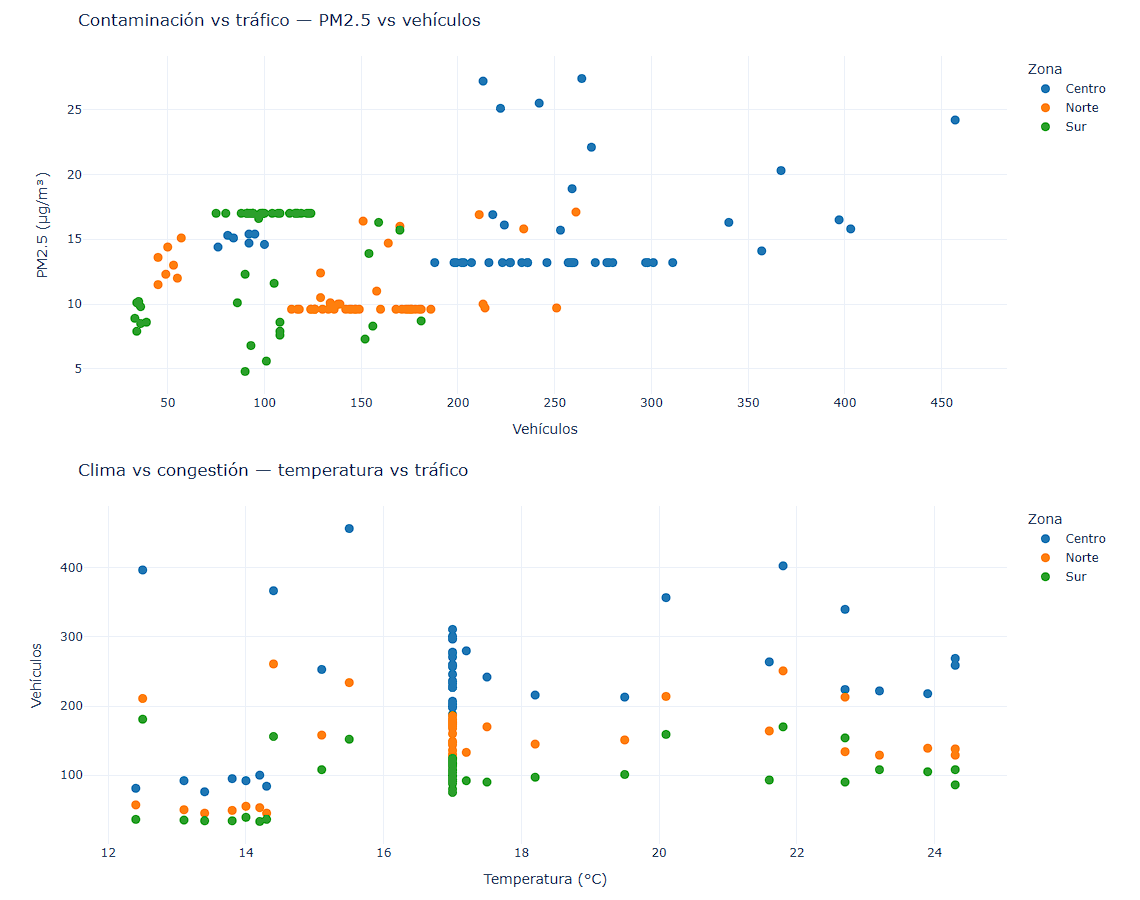 Contaminación vs tráfico — PM2.5 vs vehículos
Zona
Centro
Norte
Sur
PM2.5 (µg/m³)
25
20
15
10
5
50 100 150 200 250 300 350 400 450
Vehículos
Clima vs congestión — temperatura vs tráfico
Zona
Centro
Norte
Sur
Vehículos
400
300
200
100
12 14 16 18 20 22 24
Temperatura (°C)